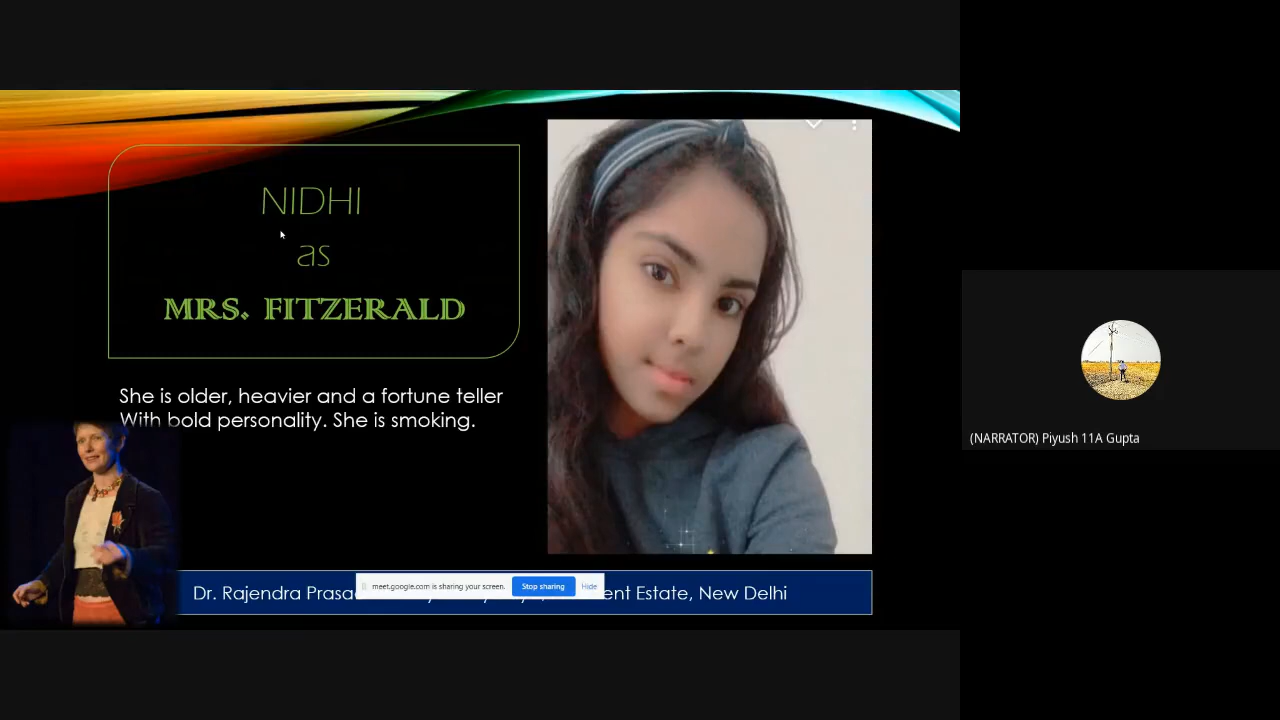 NIDHI
as
MRS. FITZERALD
She is older, heavier and a fortune teller
With bold personality. She is smoking.
Dr. Rajendra ent Estate, New Delhi
meet.google.com is sharing your screen. Stop sharing Hide
(NARRATOR) Piyush 11A Gupta